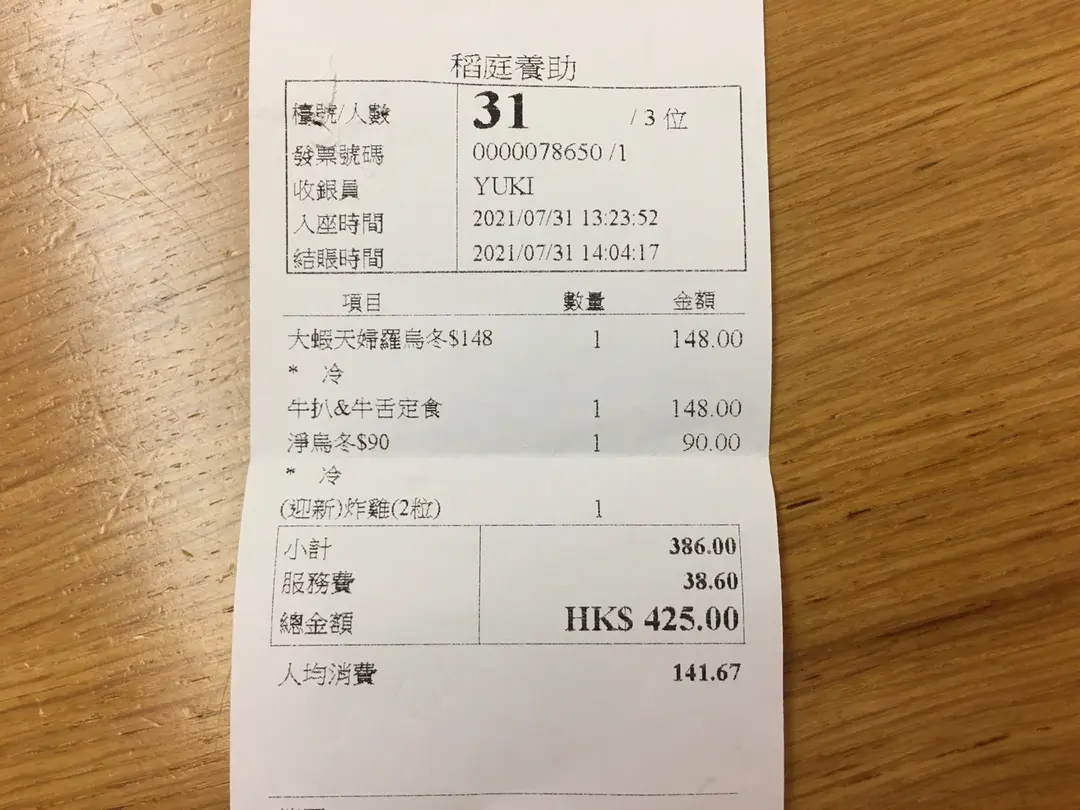 稻庭養助
檯號/人數 31 / 3 位
發票號碼 0000078650 /1
收銀員 YUKI
入座時間 2021/07/31 13:23:52
結賬時間 2021/07/31 14:04:17
項目 數量 金額
大蝦天婦羅烏冬$148 1 148.00
* 冷
牛扒&牛舌定食 1 148.00
淨烏冬$90 1 90.00
* 冷
(迎新)炸雞(2粒) 1
小計 386.00
服務費 38.60
總金額 HK$ 425.00
人均消費 141.67